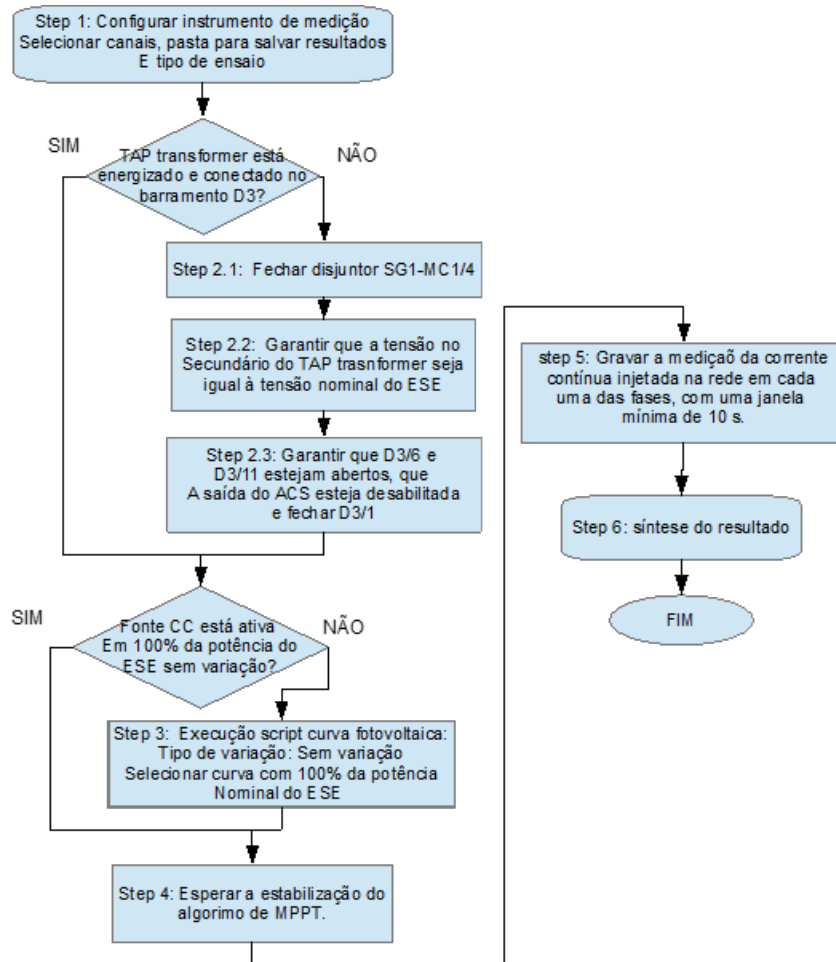 Step 1: Configurar instrumento de medição
Selecionar canais, pasta para salvar resultados
E tipo de ensaio
SIM
TAP transformer está
energizado e conectado no
barramento D3?
NÃO
Step 2.1: Fechar disjuntor SG1-MC1/4
Step 2.2: Garantir que a tensão no
Secundário do TAP trasnformer seja
igual à tensão nominal do ESE
Step 2.3: Garantir que D3/6 e
D3/11 estejam abertos, que
A saída do ACS esteja desabilitada
e fechar D3/1
SIM
Fonte CC está ativa
Em 100% da potência do
ESE sem variação?
NÃO
Step 3: Execução script curva fotovoltaica:
Tipo de variação: Sem variação
Selecionar curva com 100% da potência
Nominal do ESE
Step 4: Esperar a estabilização do
algorimo de MPPT.
step 5: Gravar a mediçaõ da corrente
contínua injetada na rede em cada
uma das fases, com uma janela
mínima de 10 s.
Step 6: síntese do resultado
FIM